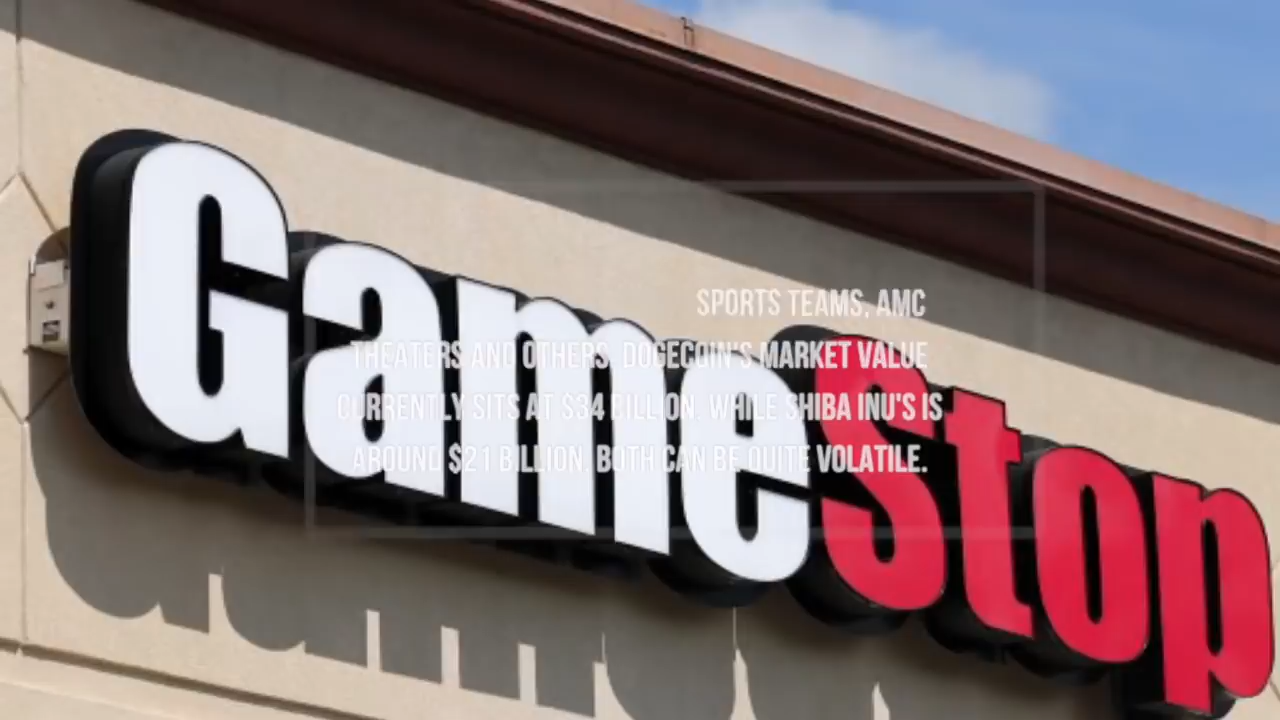 GameStop
SPORTS TEAMS, AMC
THEATERS AND OTHERS. DOGECOIN'S MARKET VALUE
CURRENTLY SITS AT $34 BILLION, WHILE SHIBA INU'S IS
AROUND $21 BILLION. BOTH CAN BE QUITE VOLATILE.